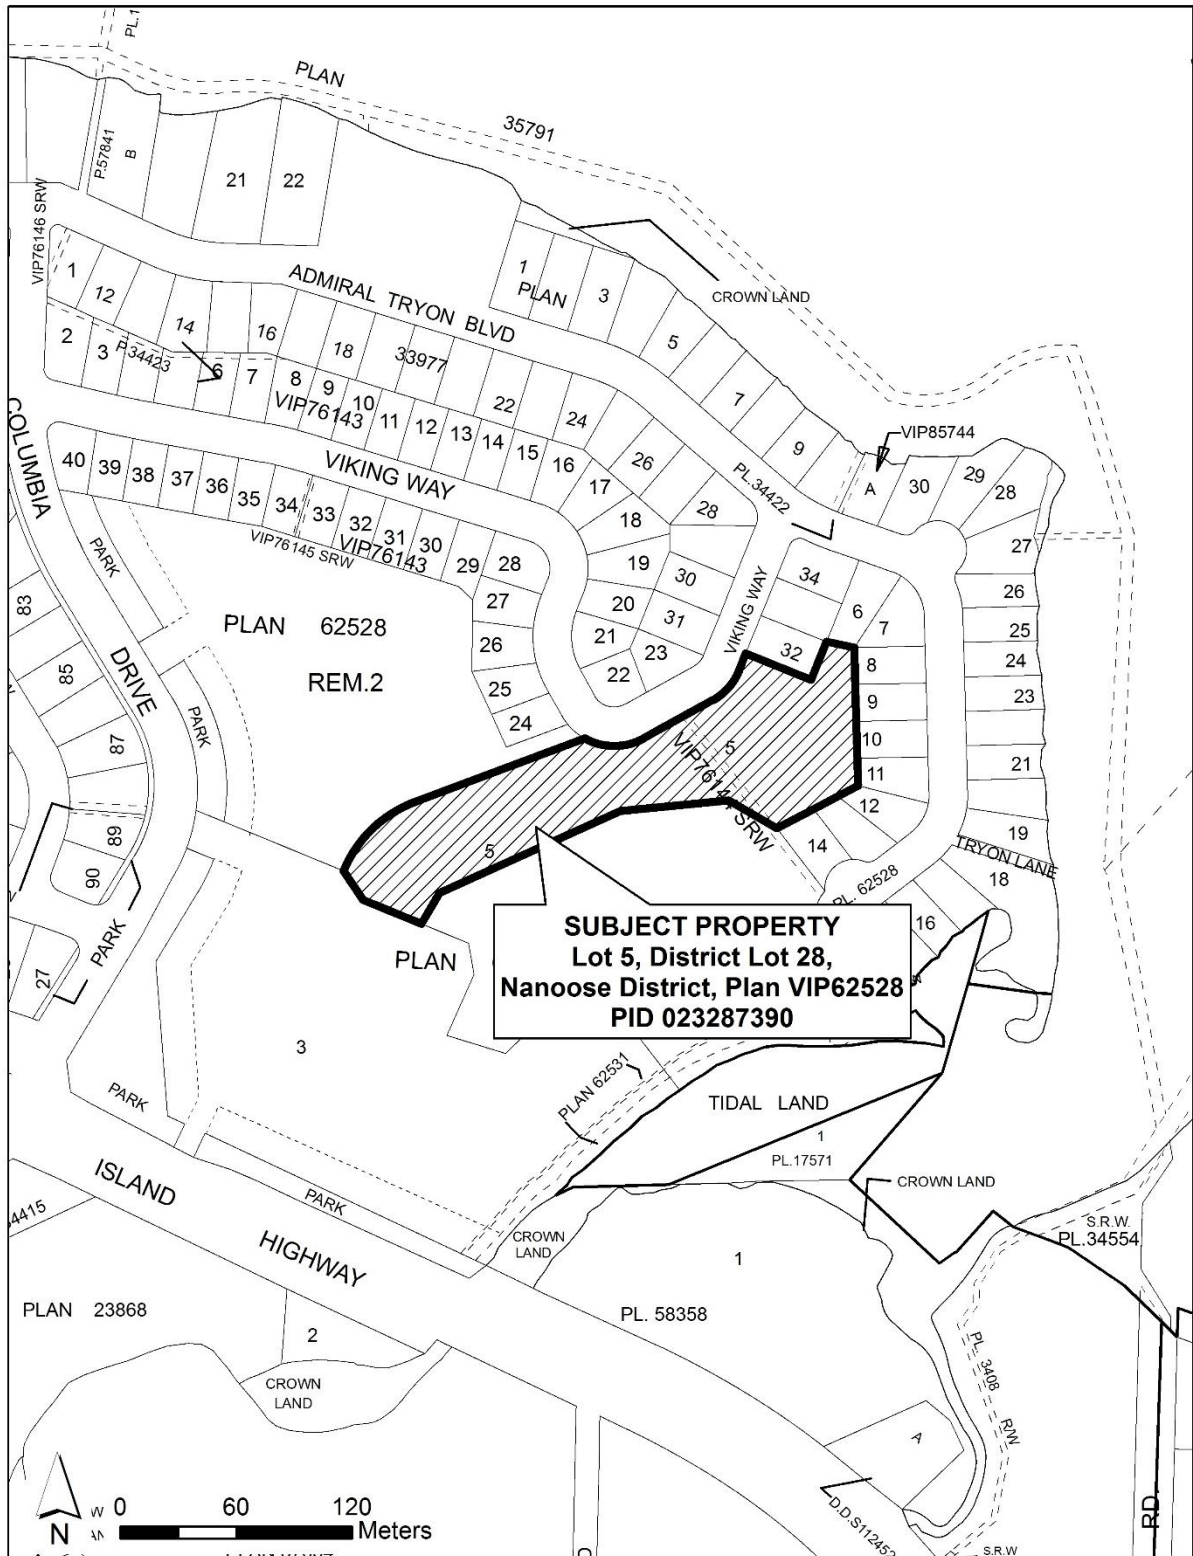 PL.1
PLAN
35791
P.57841
B
21
22
VIP76146 SRW
1
12
14
16
18
33977
22
24
26
28
ADMIRAL TRYON BLVD
1
PLAN
3
5
7
9
CROWN LAND
VIP85744
A
30
29
28
27
26
25
24
23
21
19
18
16
TRYON LANE
PL.34422
2
3
P.34423
6
7
8
9
10
11
12
13
14
15
16
17
18
19
20
21
22
23
31
30
VIP76143
VIKING WAY
COLUMBIA
DRIVE
40
39
38
37
36
35
34
33
32
31
30
29
28
27
26
25
24
VIP76145 SRW
VIP76143
VIKING WAY
34
32
6
7
8
9
10
11
12
14
PL. 62528
PARK
PARK
PLAN 62528
REM.2
83
85
87
89
90
27
PARK
5
VIP76144 SRW
5
SUBJECT PROPERTY
Lot 5, District Lot 28,
Nanoose District, Plan VIP62528
PID 023287390
PLAN
3
PLAN 62531
TIDAL LAND
1
PL.17571
CROWN LAND
PARK
PARK
ISLAND
HIGHWAY
CROWN
LAND
S.R.W.
PL.34554
1
PL. 58358
PLAN 23868
2
CROWN
LAND
PL. 3408
R/W
A
D.D.S112452
S.R.W
RD.
N
0 60 120
Meters